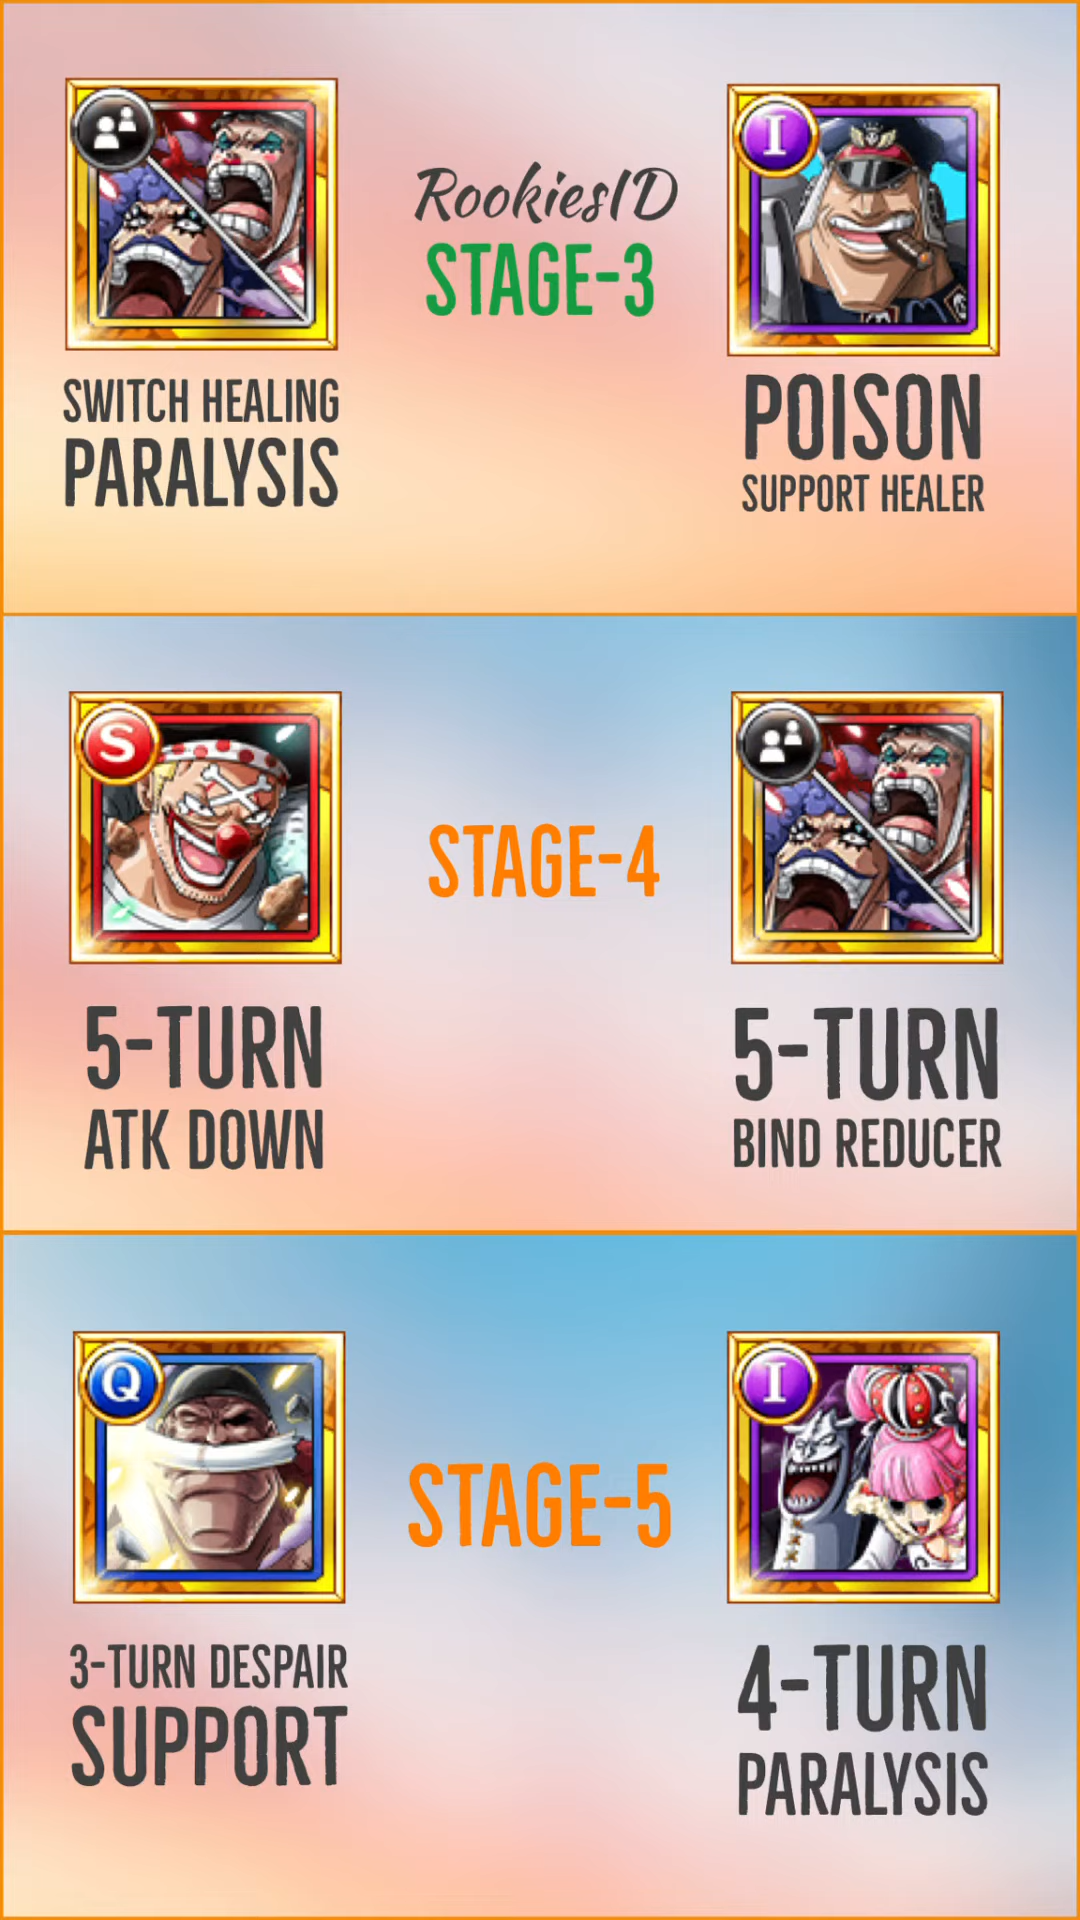 RookiesID
STAGE-3
I
SWITCH HEALING
PARALYSIS
POISON
SUPPORT HEALER
S
STAGE-4
5-TURN
ATK DOWN
5-TURN
BIND REDUCER
Q
STAGE-5
I
3-TURN DESPAIR
SUPPORT
4-TURN
PARALYSIS